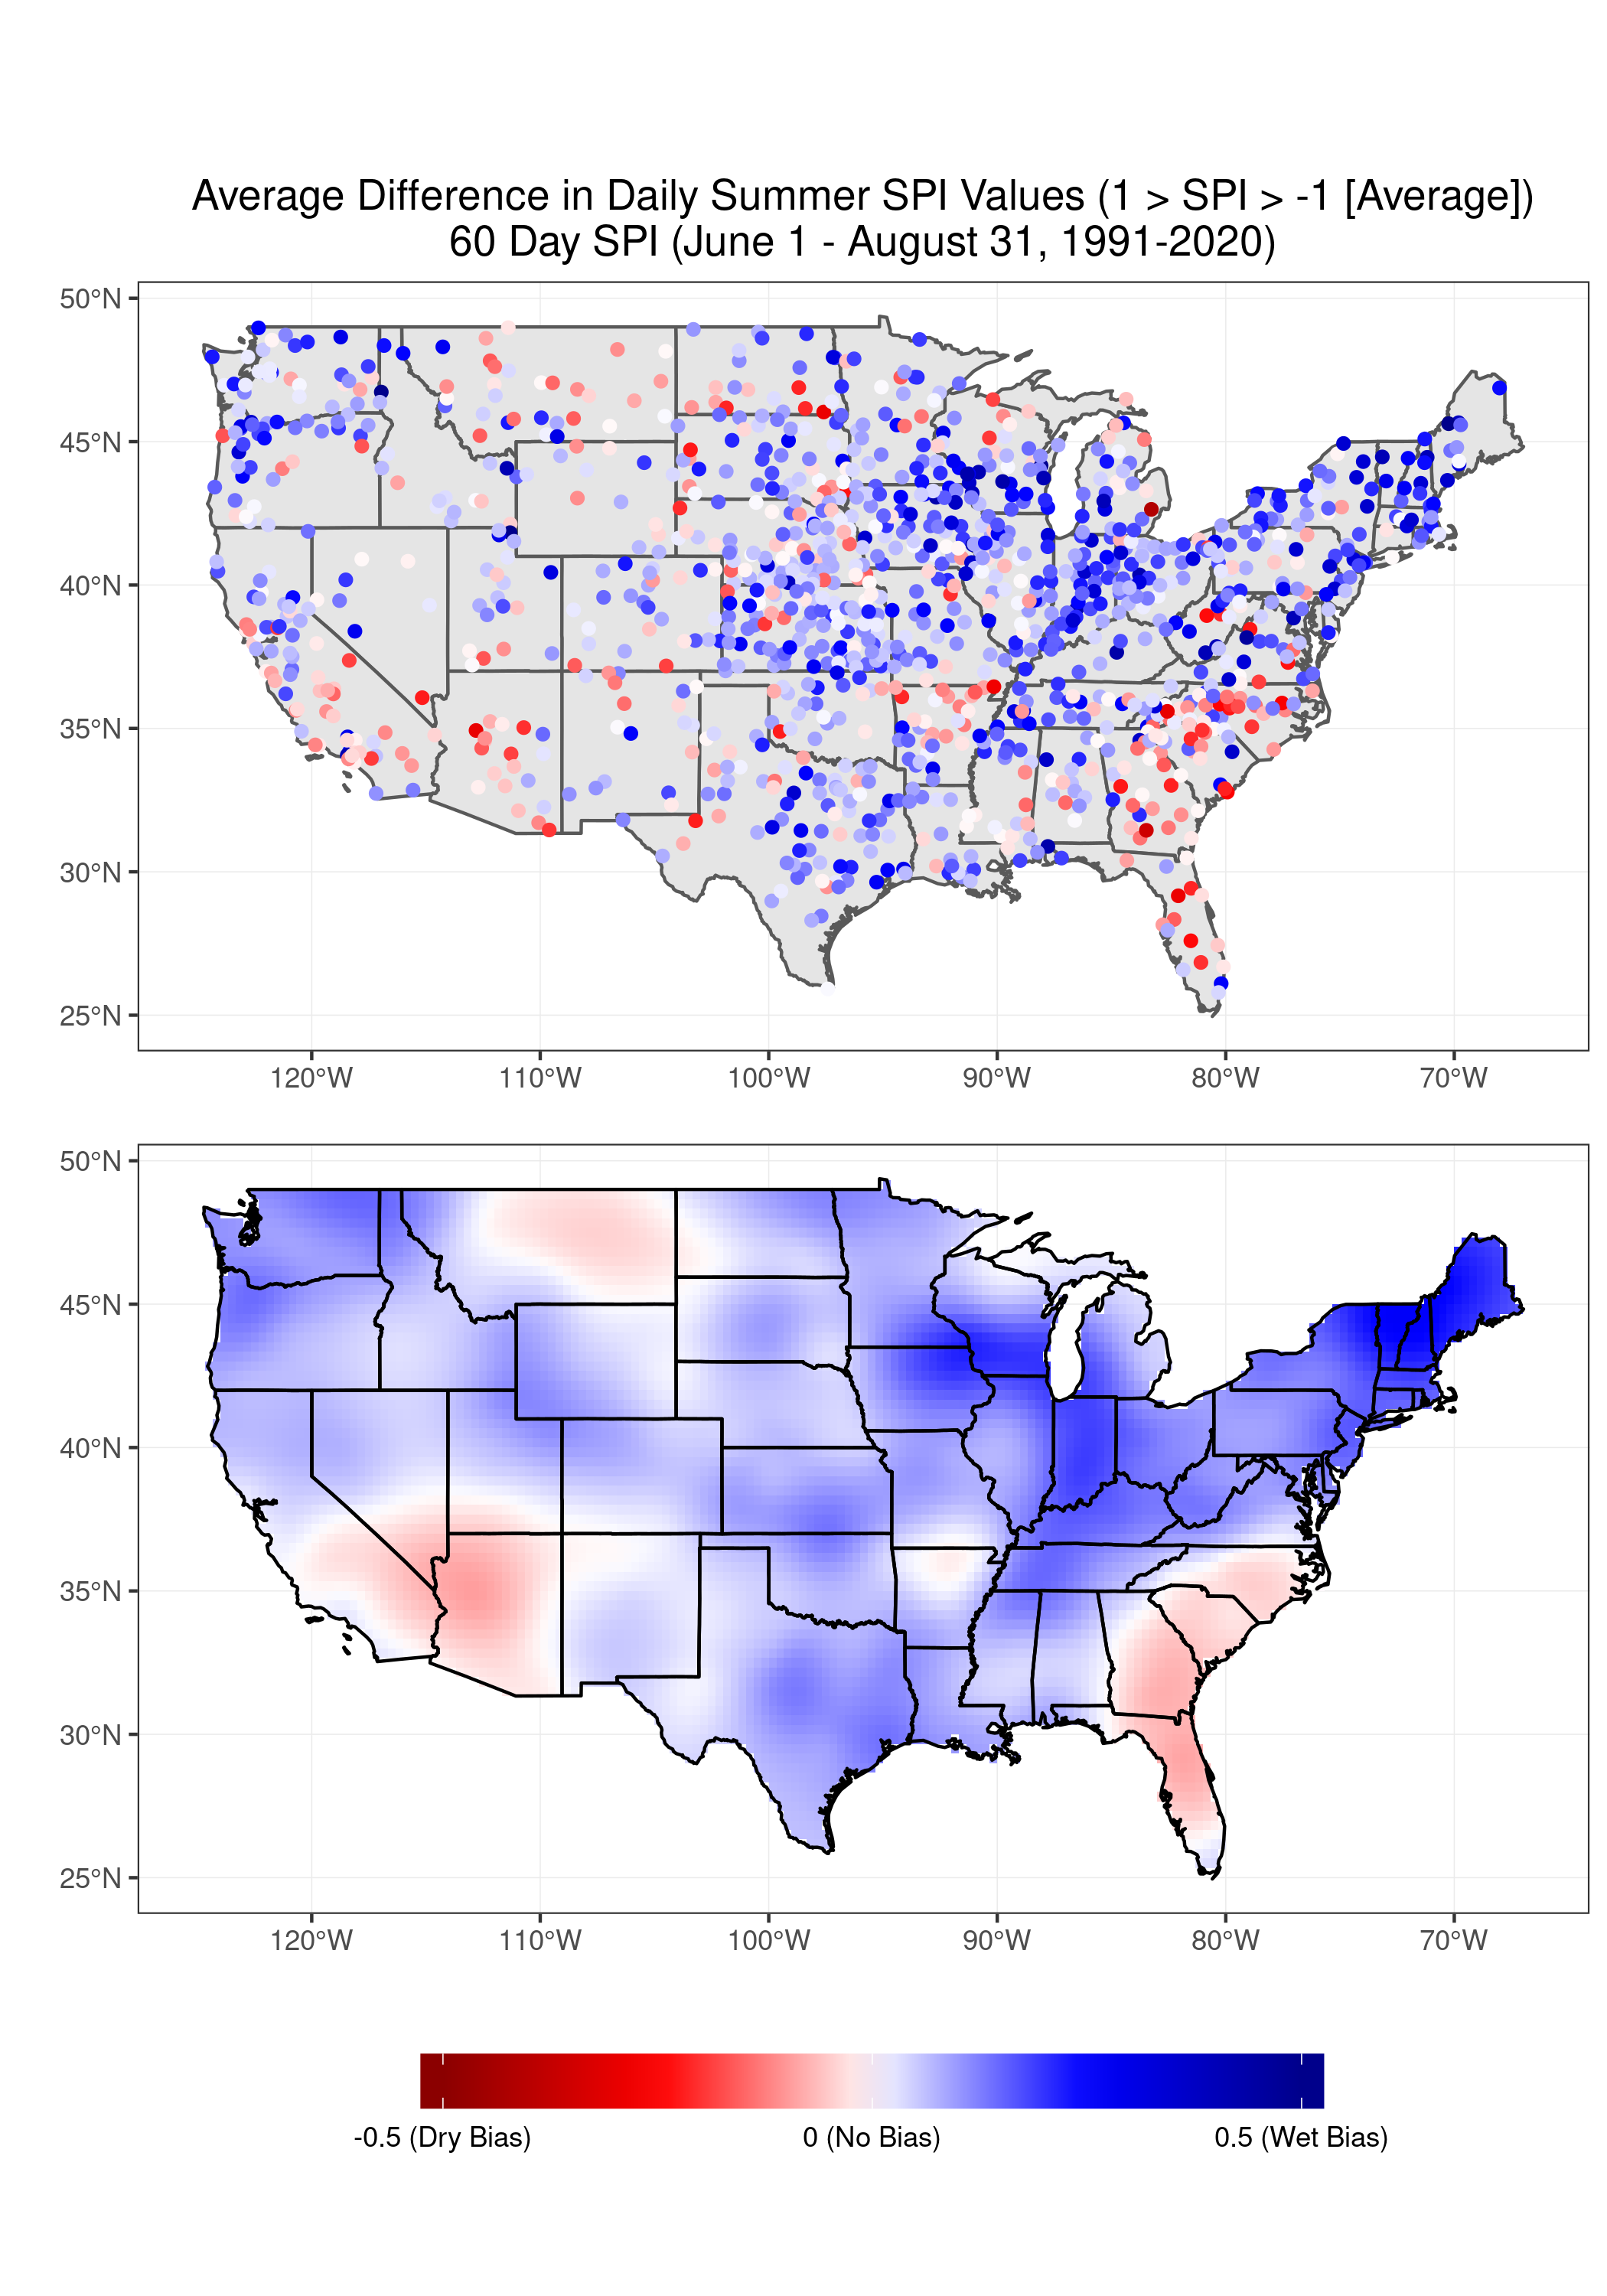 Average Difference in Daily Summer SPI Values (1 > SPI > -1 [Average])
60 Day SPI (June 1 - August 31, 1991-2020)
50°N
45°N
40°N
35°N
30°N
25°N
120°W 110°W 100°W 90°W 80°W 70°W
50°N
45°N
40°N
35°N
30°N
25°N
120°W 110°W 100°W 90°W 80°W 70°W
-0.5 (Dry Bias) 0 (No Bias) 0.5 (Wet Bias)